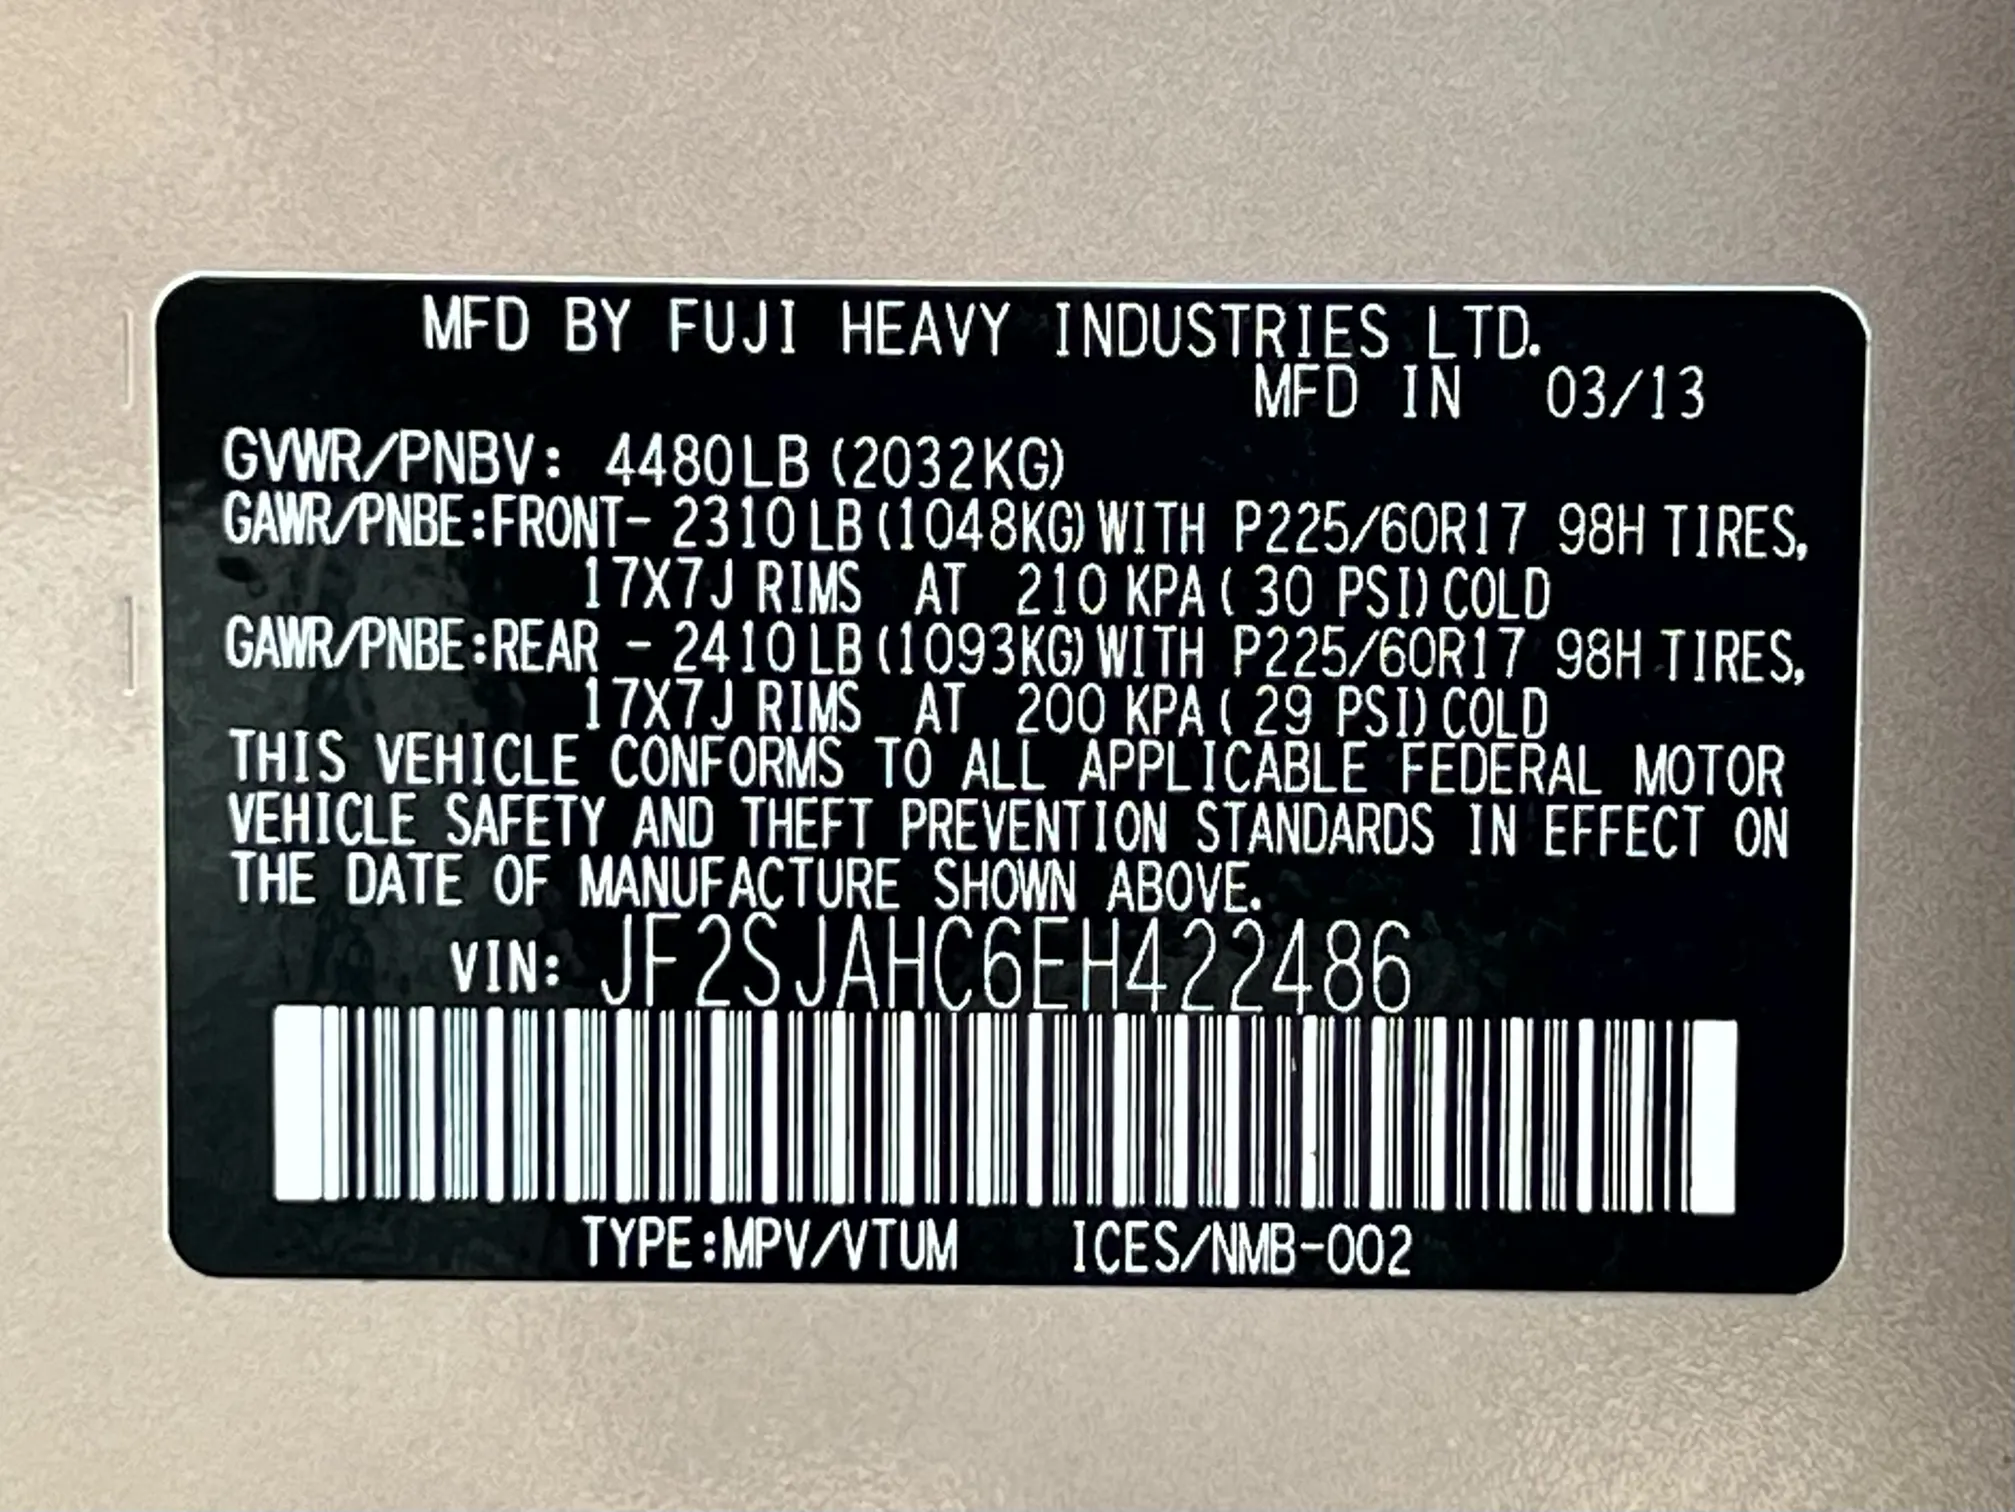 MFD BY FUJI HEAVY INDUSTRIES LTD.
MFD IN 03/13
GVWR/PNBV: 4480LB (2032KG)
GAWR/PNBE:FRONT- 2310LB(1048KG)WITH P225/60R17 98H TIRES,
17X7J RIMS AT 210 KPA( 30 PSI)COLD
GAWR/PNBE:REAR - 2410LB(1093KG)WITH P225/60R17 98H TIRES,
17X7J RIMS AT 200 KPA( 29 PSI)COLD
THIS VEHICLE CONFORMS TO ALL APPLICABLE FEDERAL MOTOR
VEHICLE SAFETY AND THEFT PREVENTION STANDARDS IN EFFECT ON
THE DATE OF MANUFACTURE SHOWN ABOVE.
VIN: JF2SJAHC6EH422486
TYPE:MPV/VTUM ICES/NMB-002